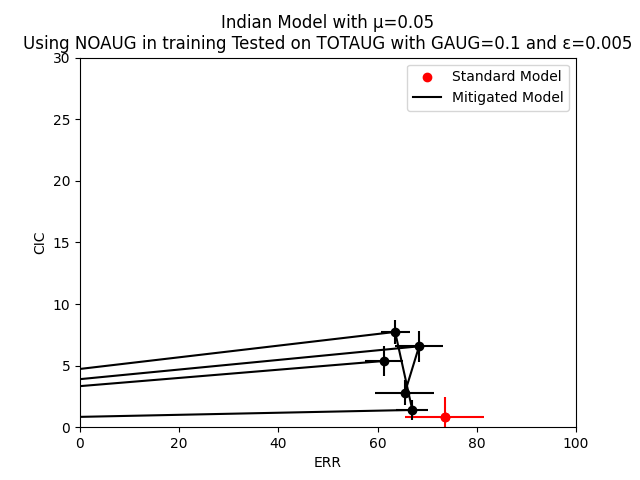 Indian Model with μ=0.05
Using NOAUG in training Tested on TOTAUG with GAUG=0.1 and ε=0.005
30
25
20
15
10
5
0
CIC
Standard Model
Mitigated Model
0 20 40 60 80 100
ERR